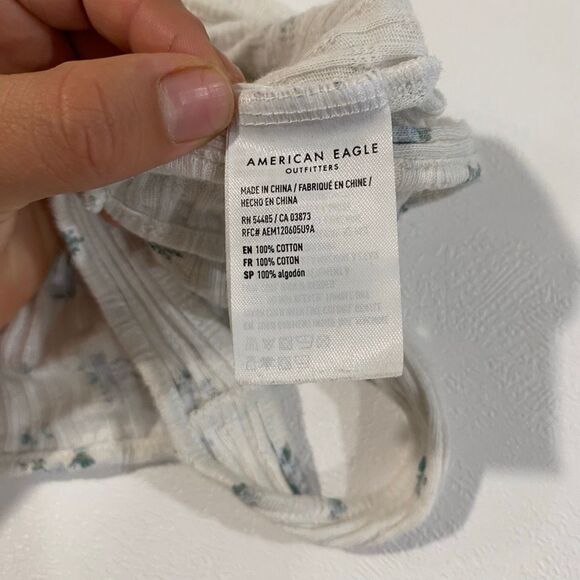 AMERICAN EAGLE
OUTFITTERS
MADE IN CHINA / FABRIQUÉ EN CHINE /
HECHO EN CHINA
RN 54485 / CA 03873
RFC# AEM120605U9A
EN 100% COTTON
FR 100% COTON
SP 100% algodón